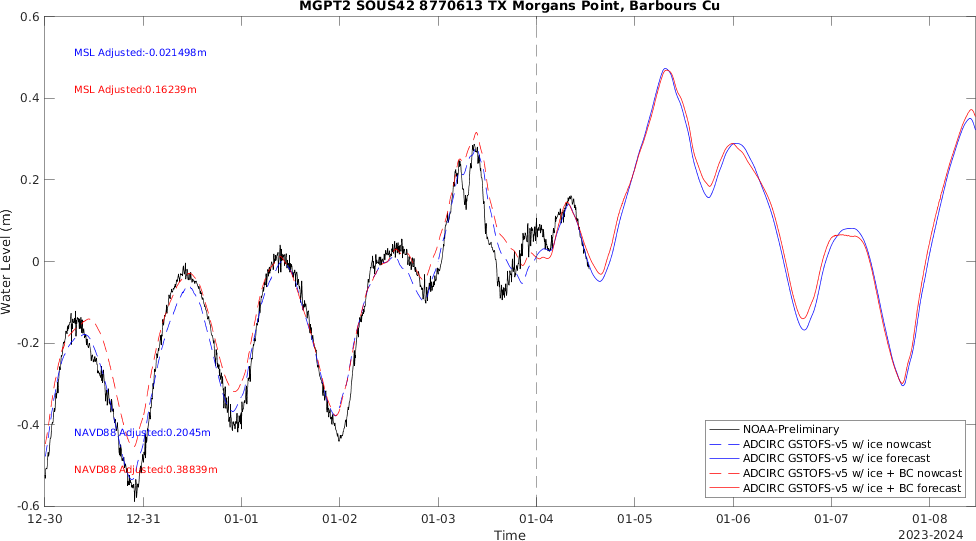 MGPT2 SOUS42 8770613 TX Morgans Point, Barbours Cu
0.6
0.4
0.2
0
-0.2
-0.4
-0.6
Water Level (m)
MSL Adjusted:-0.021498m
MSL Adjusted:0.16239m
NAVD88 Adjusted:0.2045m
NAVD88 Adjusted:0.38839m
NOAA-Preliminary
ADCIRC GSTOFS-v5 w/ ice nowcast
ADCIRC GSTOFS-v5 w/ ice forecast
ADCIRC GSTOFS-v5 w/ ice + BC nowcast
ADCIRC GSTOFS-v5 w/ ice + BC forecast
12-30 12-31 01-01 01-02 01-03 01-04 01-05 01-06 01-07 01-08
Time
2023-2024